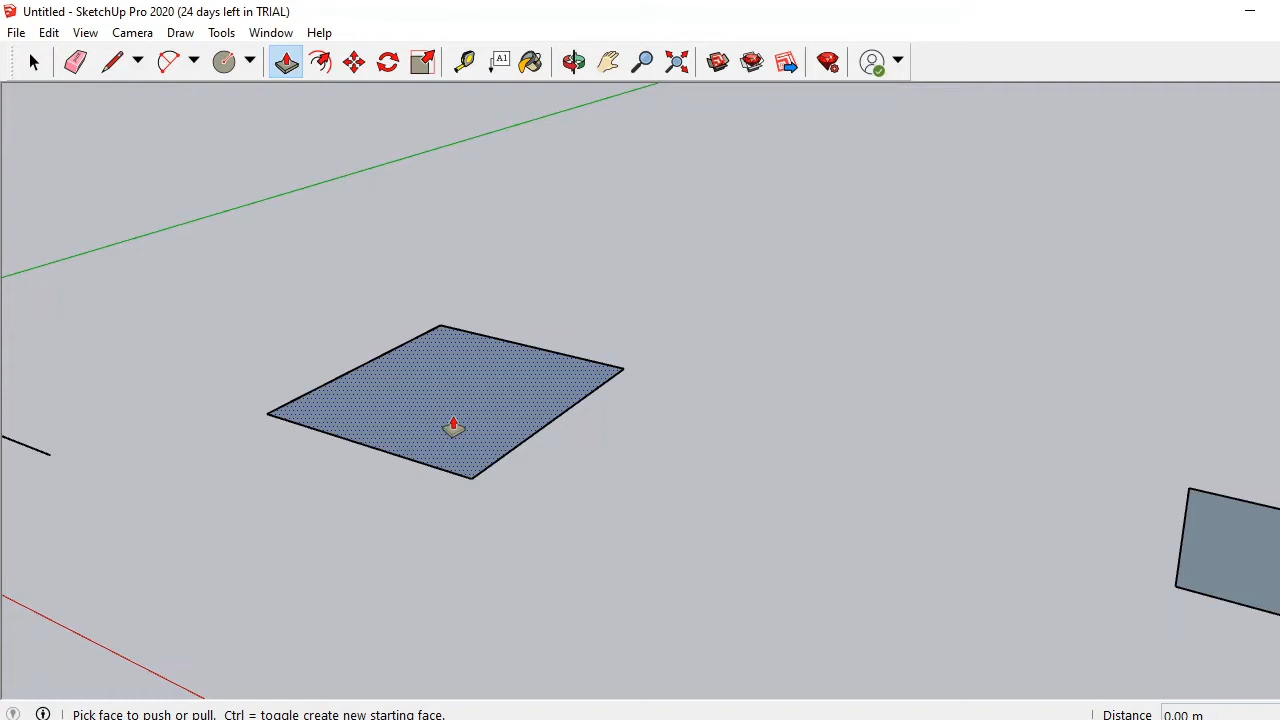 Untitled - SketchUp Pro 2020 (24 days left in TRIAL)
File Edit View Camera Draw Tools Window Help
A1
Pick face to push or pull. Ctrl = toggle create new starting face. Distance 0.00 m